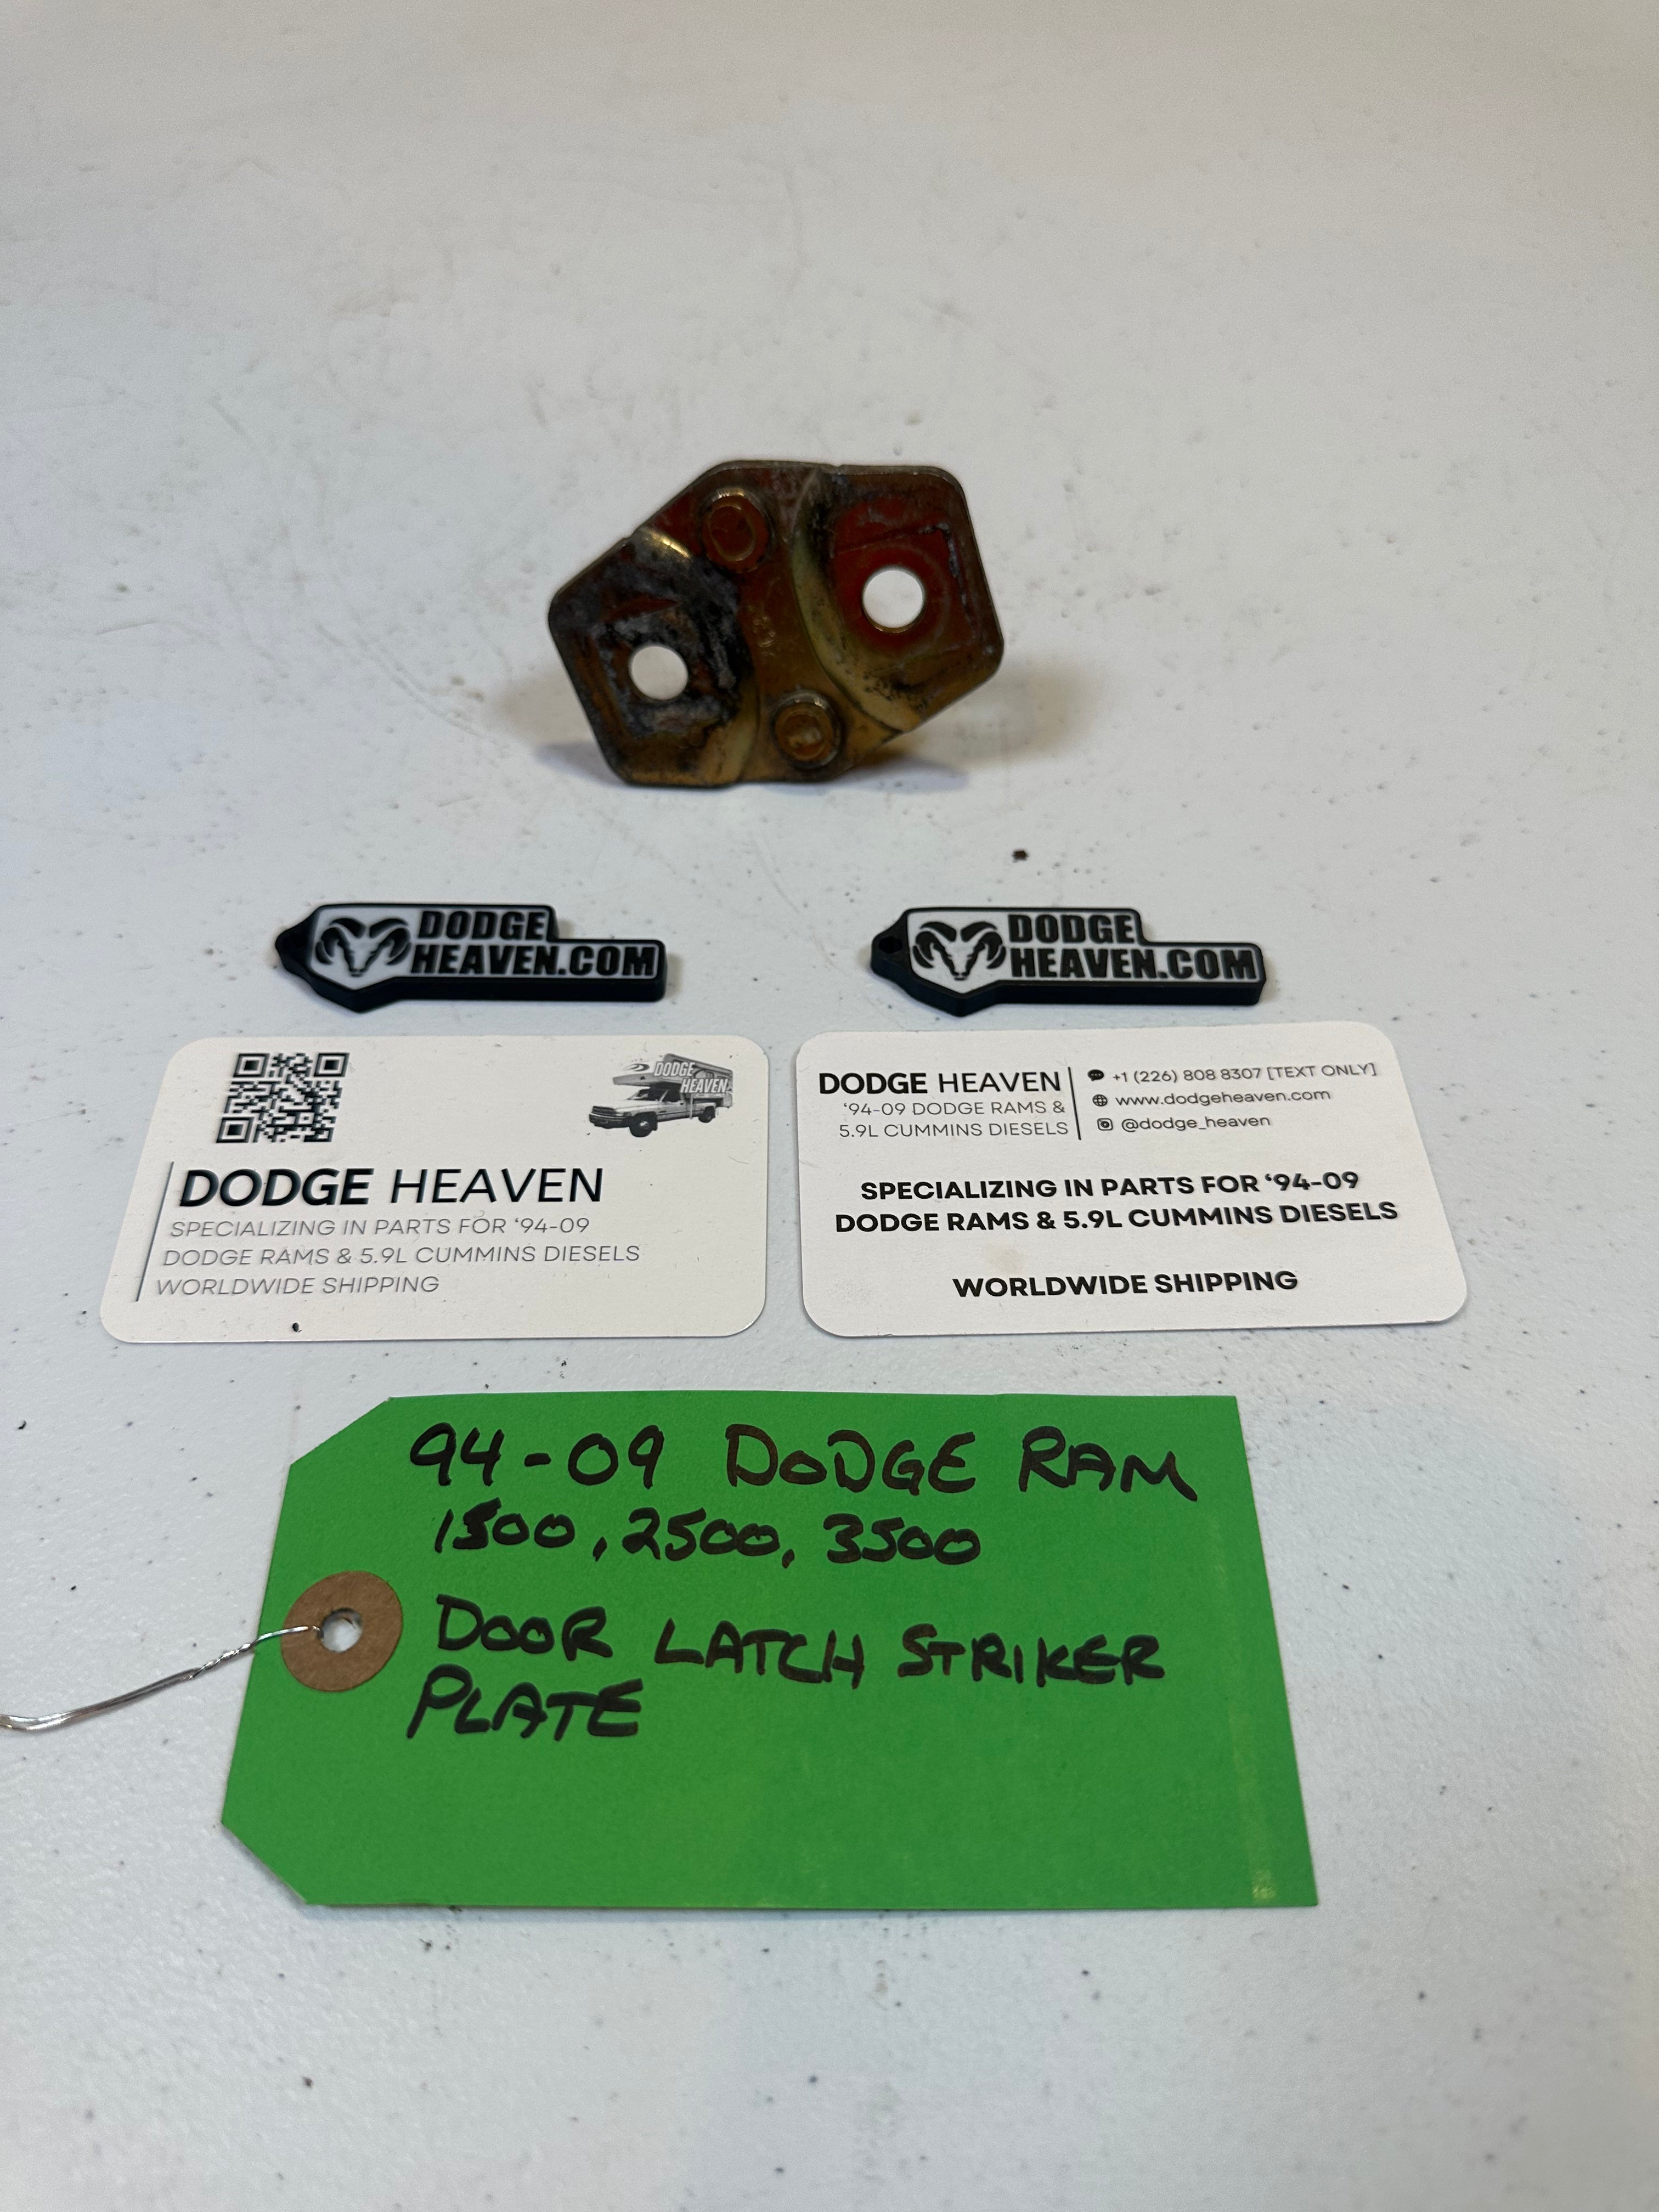 DODGE
HEAVEN.COM
DODGE
HEAVEN.COM
DODGE
HEAVEN
DODGE HEAVEN
SPECIALIZING IN PARTS FOR ‘94-09
DODGE RAMS & 5.9L CUMMINS DIESELS
WORLDWIDE SHIPPING
DODGE HEAVEN
‘94-09 DODGE RAMS &
5.9L CUMMINS DIESELS
+1 (226) 808 8307 [TEXT ONLY]
www.dodgeheaven.com
@dodge_heaven
SPECIALIZING IN PARTS FOR ‘94-09
DODGE RAMS & 5.9L CUMMINS DIESELS
WORLDWIDE SHIPPING
94-09 DODGE RAM
1500, 2500, 3500
DOOR LATCH STRIKER
PLATE